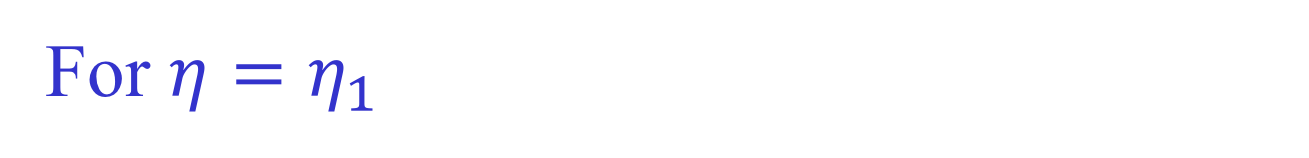 For η = η₁